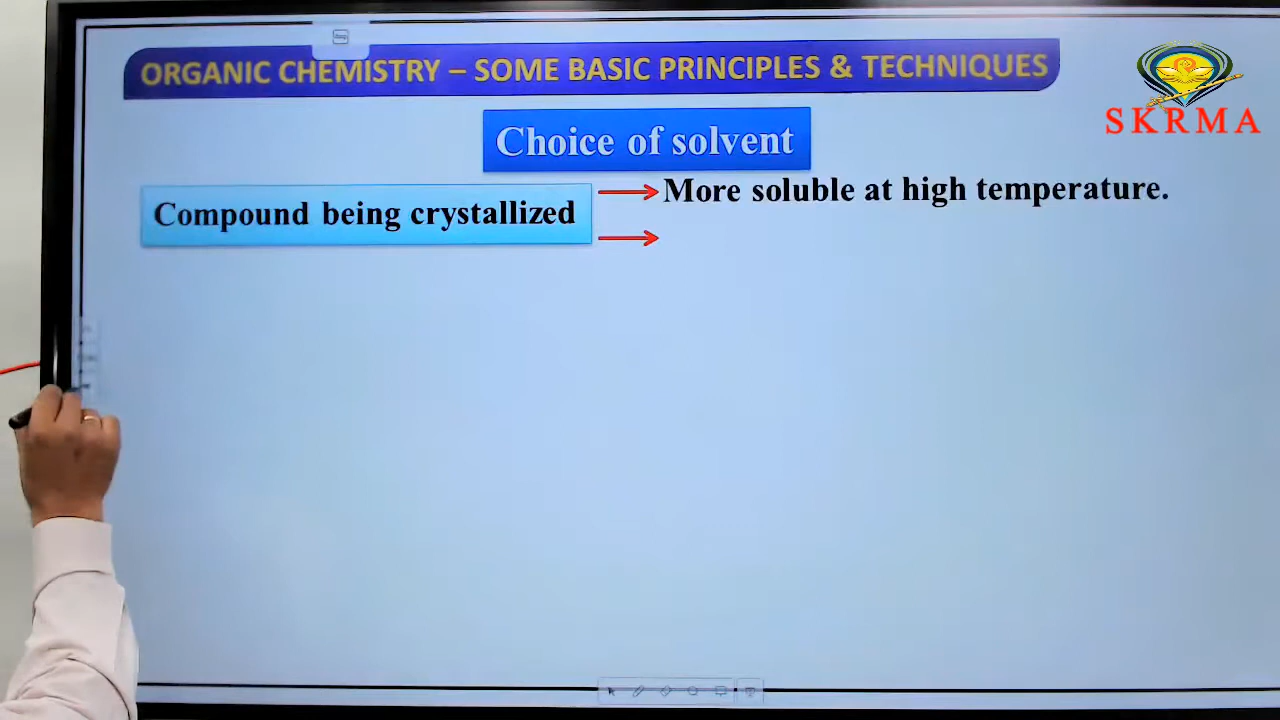 ORGANIC CHEMISTRY – SOME BASIC PRINCIPLES & TECHNIQUES
SKRMA
Choice of solvent
Compound being crystallized
More soluble at high temperature.